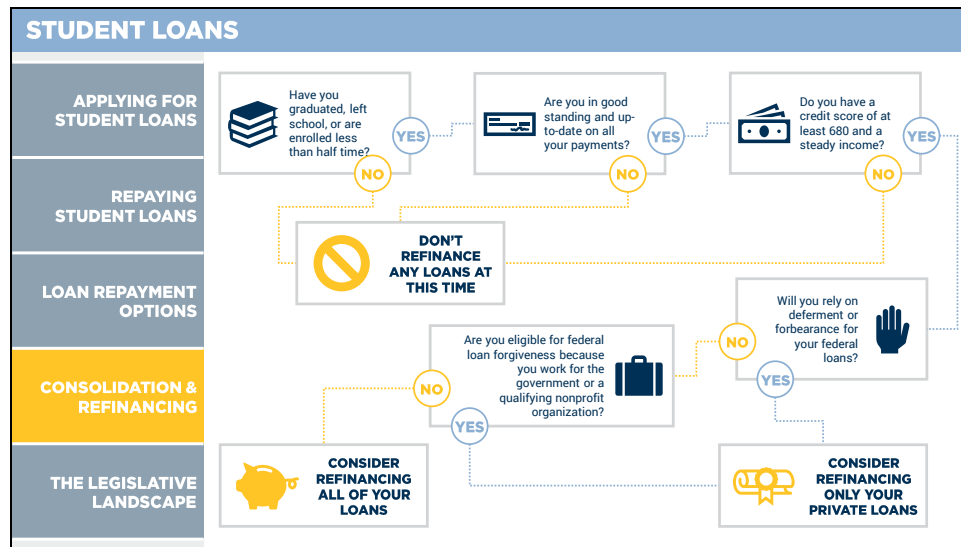 STUDENT LOANS
APPLYING FOR
STUDENT LOANS
REPAYING
STUDENT LOANS
LOAN REPAYMENT
OPTIONS
CONSOLIDATION &
REFINANCING
THE LEGISLATIVE
LANDSCAPE
Have you
graduated, left
school, or are
enrolled less
than half time?
YES
NO
Are you in good
standing and up-
to-date on all
your payments?
YES
NO
Do you have a
credit score of at
least 680 and a
steady income?
YES
NO
DON'T
REFINANCE
ANY LOANS AT
THIS TIME
Will you rely on
deferment or
forbearance for
your federal
loans?
NO
YES
Are you eligible for federal
loan forgiveness because
you work for the
government or a
qualifying nonprofit
organization?
NO
YES
CONSIDER
REFINANCING
ALL OF YOUR
LOANS
CONSIDER
REFINANCING
ONLY YOUR
PRIVATE LOANS